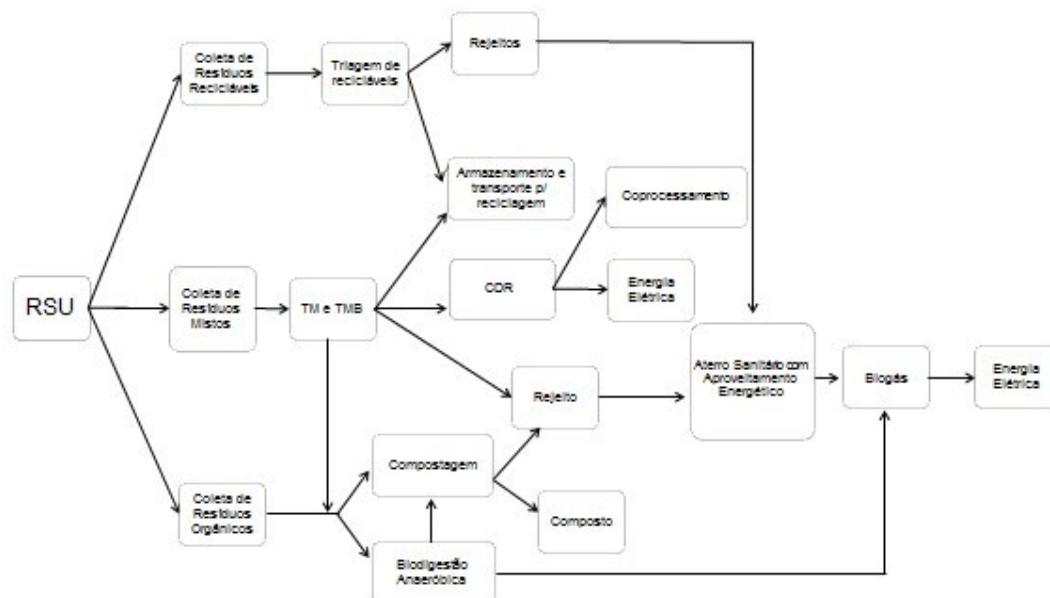 Coleta de
Resíduos
Recicláveis
Triagem de
recicláveis
Rejeitos
Armazenamento e
transporte p/
reciclagem
Coprocessamento
RSU
Coleta de
Resíduos
Mistos
TM e TMB
CDR
Energia
Elétrica
Aterro Sanitário com
Aproveitamento
Energético
Biogás
Energia
Elétrica
Rejeito
Compostagem
Coleta de
Resíduos
Orgânicos
Composto
Biodigestão
Anaeróbica